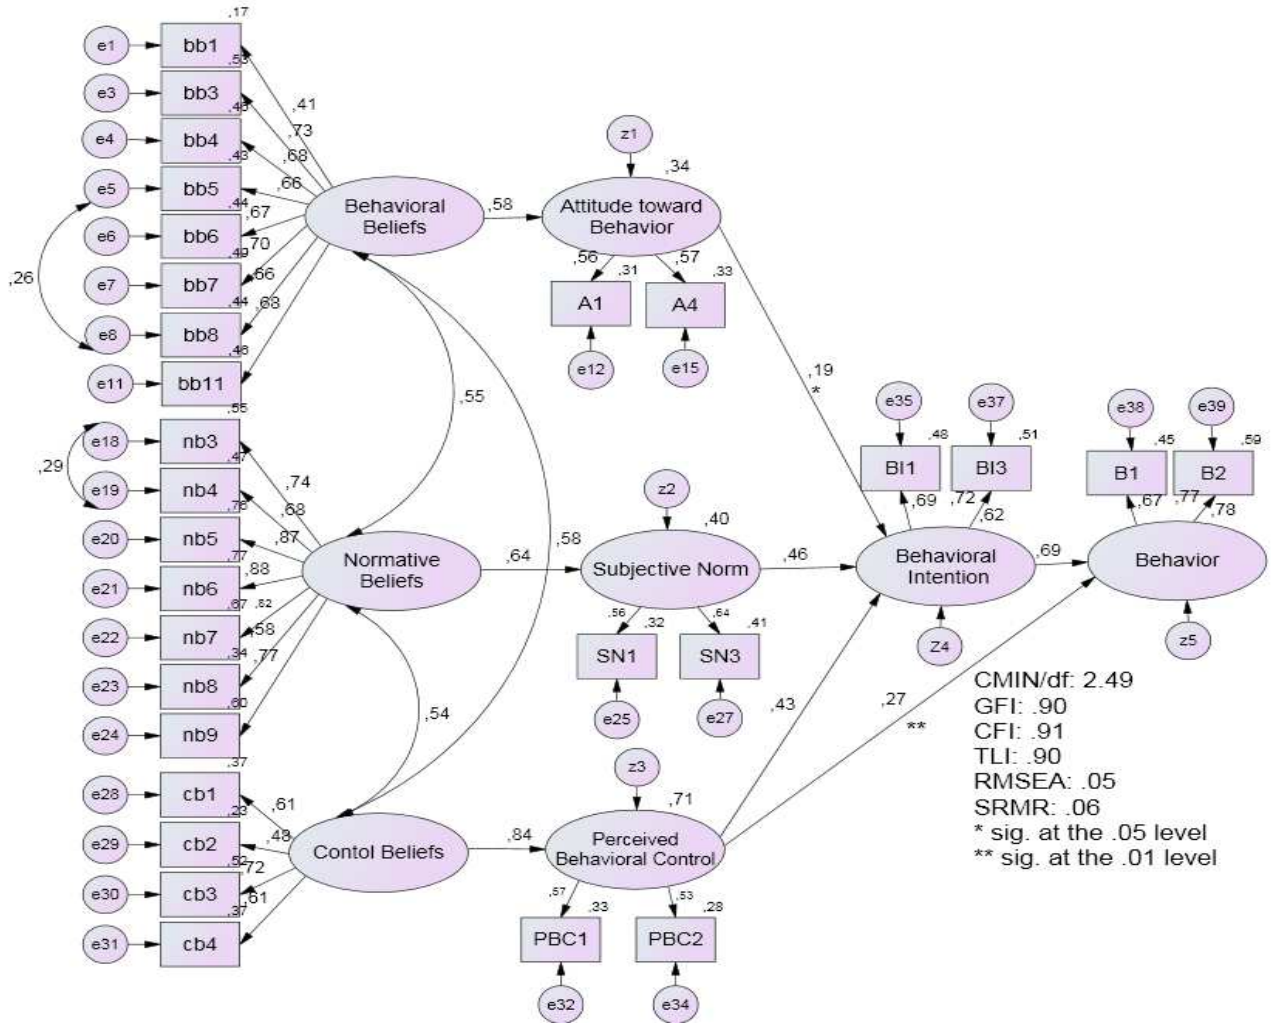 ,17
e1
bb1
,53
e3
bb3
,41
e4
bb4
,73
,43
,68
e5
bb5
,66
,44
e6
bb6
,67
,70
,49
e7
bb7
,66
,44
,68
e8
bb8
,46
e11
bb11
,26
Behavioral
Beliefs
,58
z1
,34
Attitude toward
Behavior
,56
,31
,57
,33
A1
A4
e12
e15
,19
*
,55
,55
e18
nb3
,47
,29
e19
nb4
,74
,76
,68
e20
nb5
,87
,77
e21
nb6
,88
,67
,58
e22
nb7
,34
,77
e23
nb8
,60
e24
nb9
Normative
Beliefs
,64
,58
z2
,40
Subjective Norm
,46
,56
,32
,64
,41
SN1
SN3
e25
e27
e35
e37
,48
,51
BI1
BI3
,69
,72
,62
Behavioral
Intention
,69
Z4
e38
e39
,45
,59
B1
B2
,67
,77
,78
Behavior
z5
,54
,43
,27
**
,37
e28
cb1
,61
,23
e29
cb2
,48
,52
,72
e30
cb3
,61
,37
e31
cb4
Contol Beliefs
,84
z3
,71
Perceived
Behavioral Control
,57
,33
,53
,28
PBC1
PBC2
e32
e34
CMIN/df: 2.49
GFI: .90
CFI: .91
TLI: .90
RMSEA: .05
SRMR: .06
* sig. at the .05 level
** sig. at the .01 level